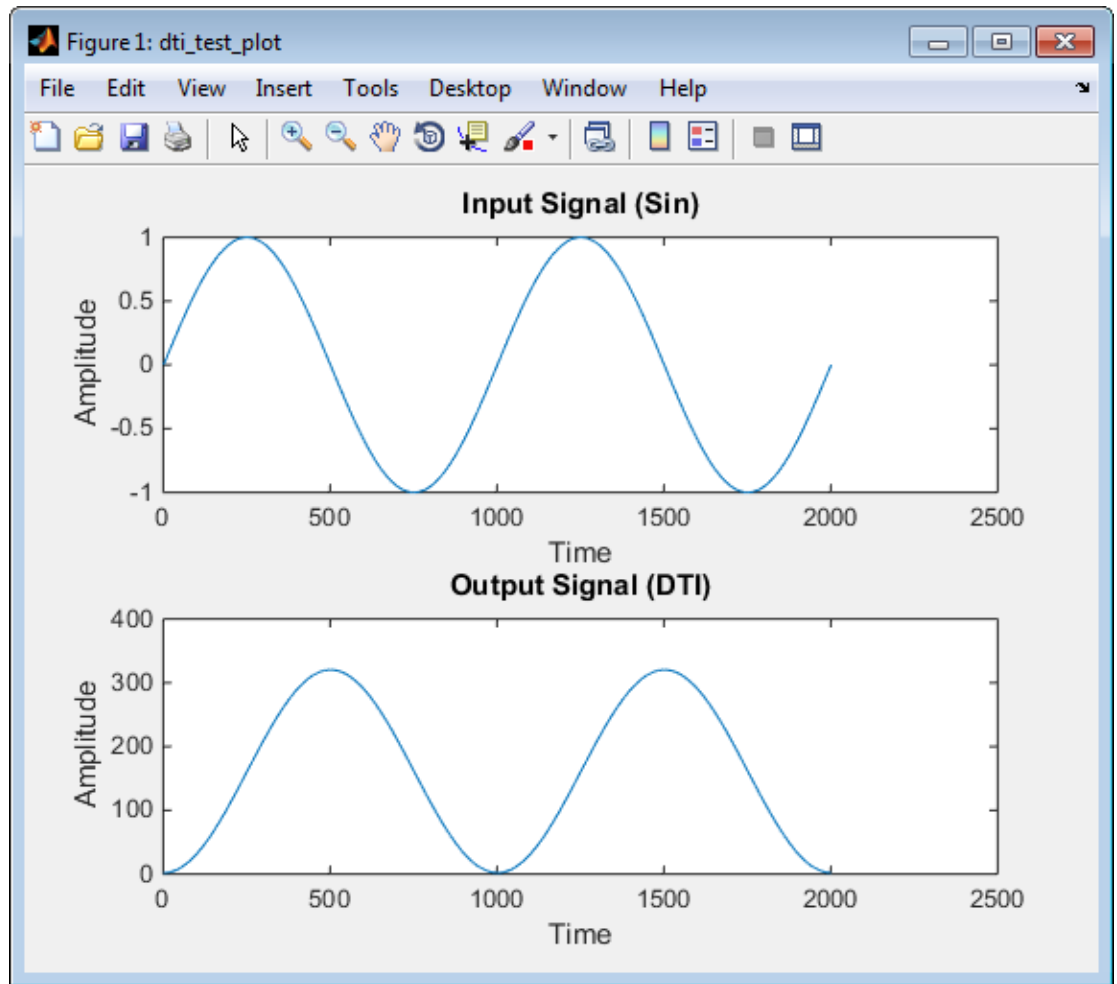 Figure 1: dti_test_plot
File Edit View Insert Tools Desktop Window Help
Input Signal (Sin)
1
0.5
0
-0.5
-1
Amplitude
0 500 1000 1500 2000 2500
Time
Output Signal (DTI)
400
300
200
100
0
Amplitude
0 500 1000 1500 2000 2500
Time